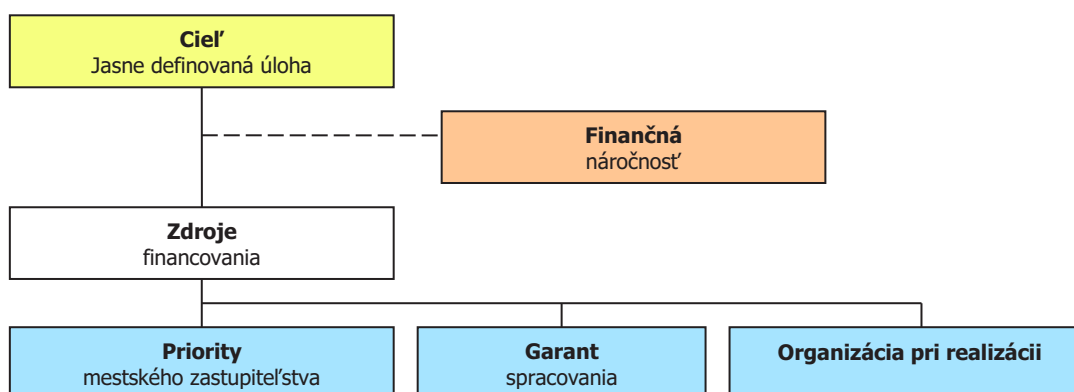 Cieľ
Jasne definovaná úloha
Finančná
náročnosť
Zdroje
financovania
Priority
mestského zastupiteľstva
Garant
spracovania
Organizácia pri realizácii